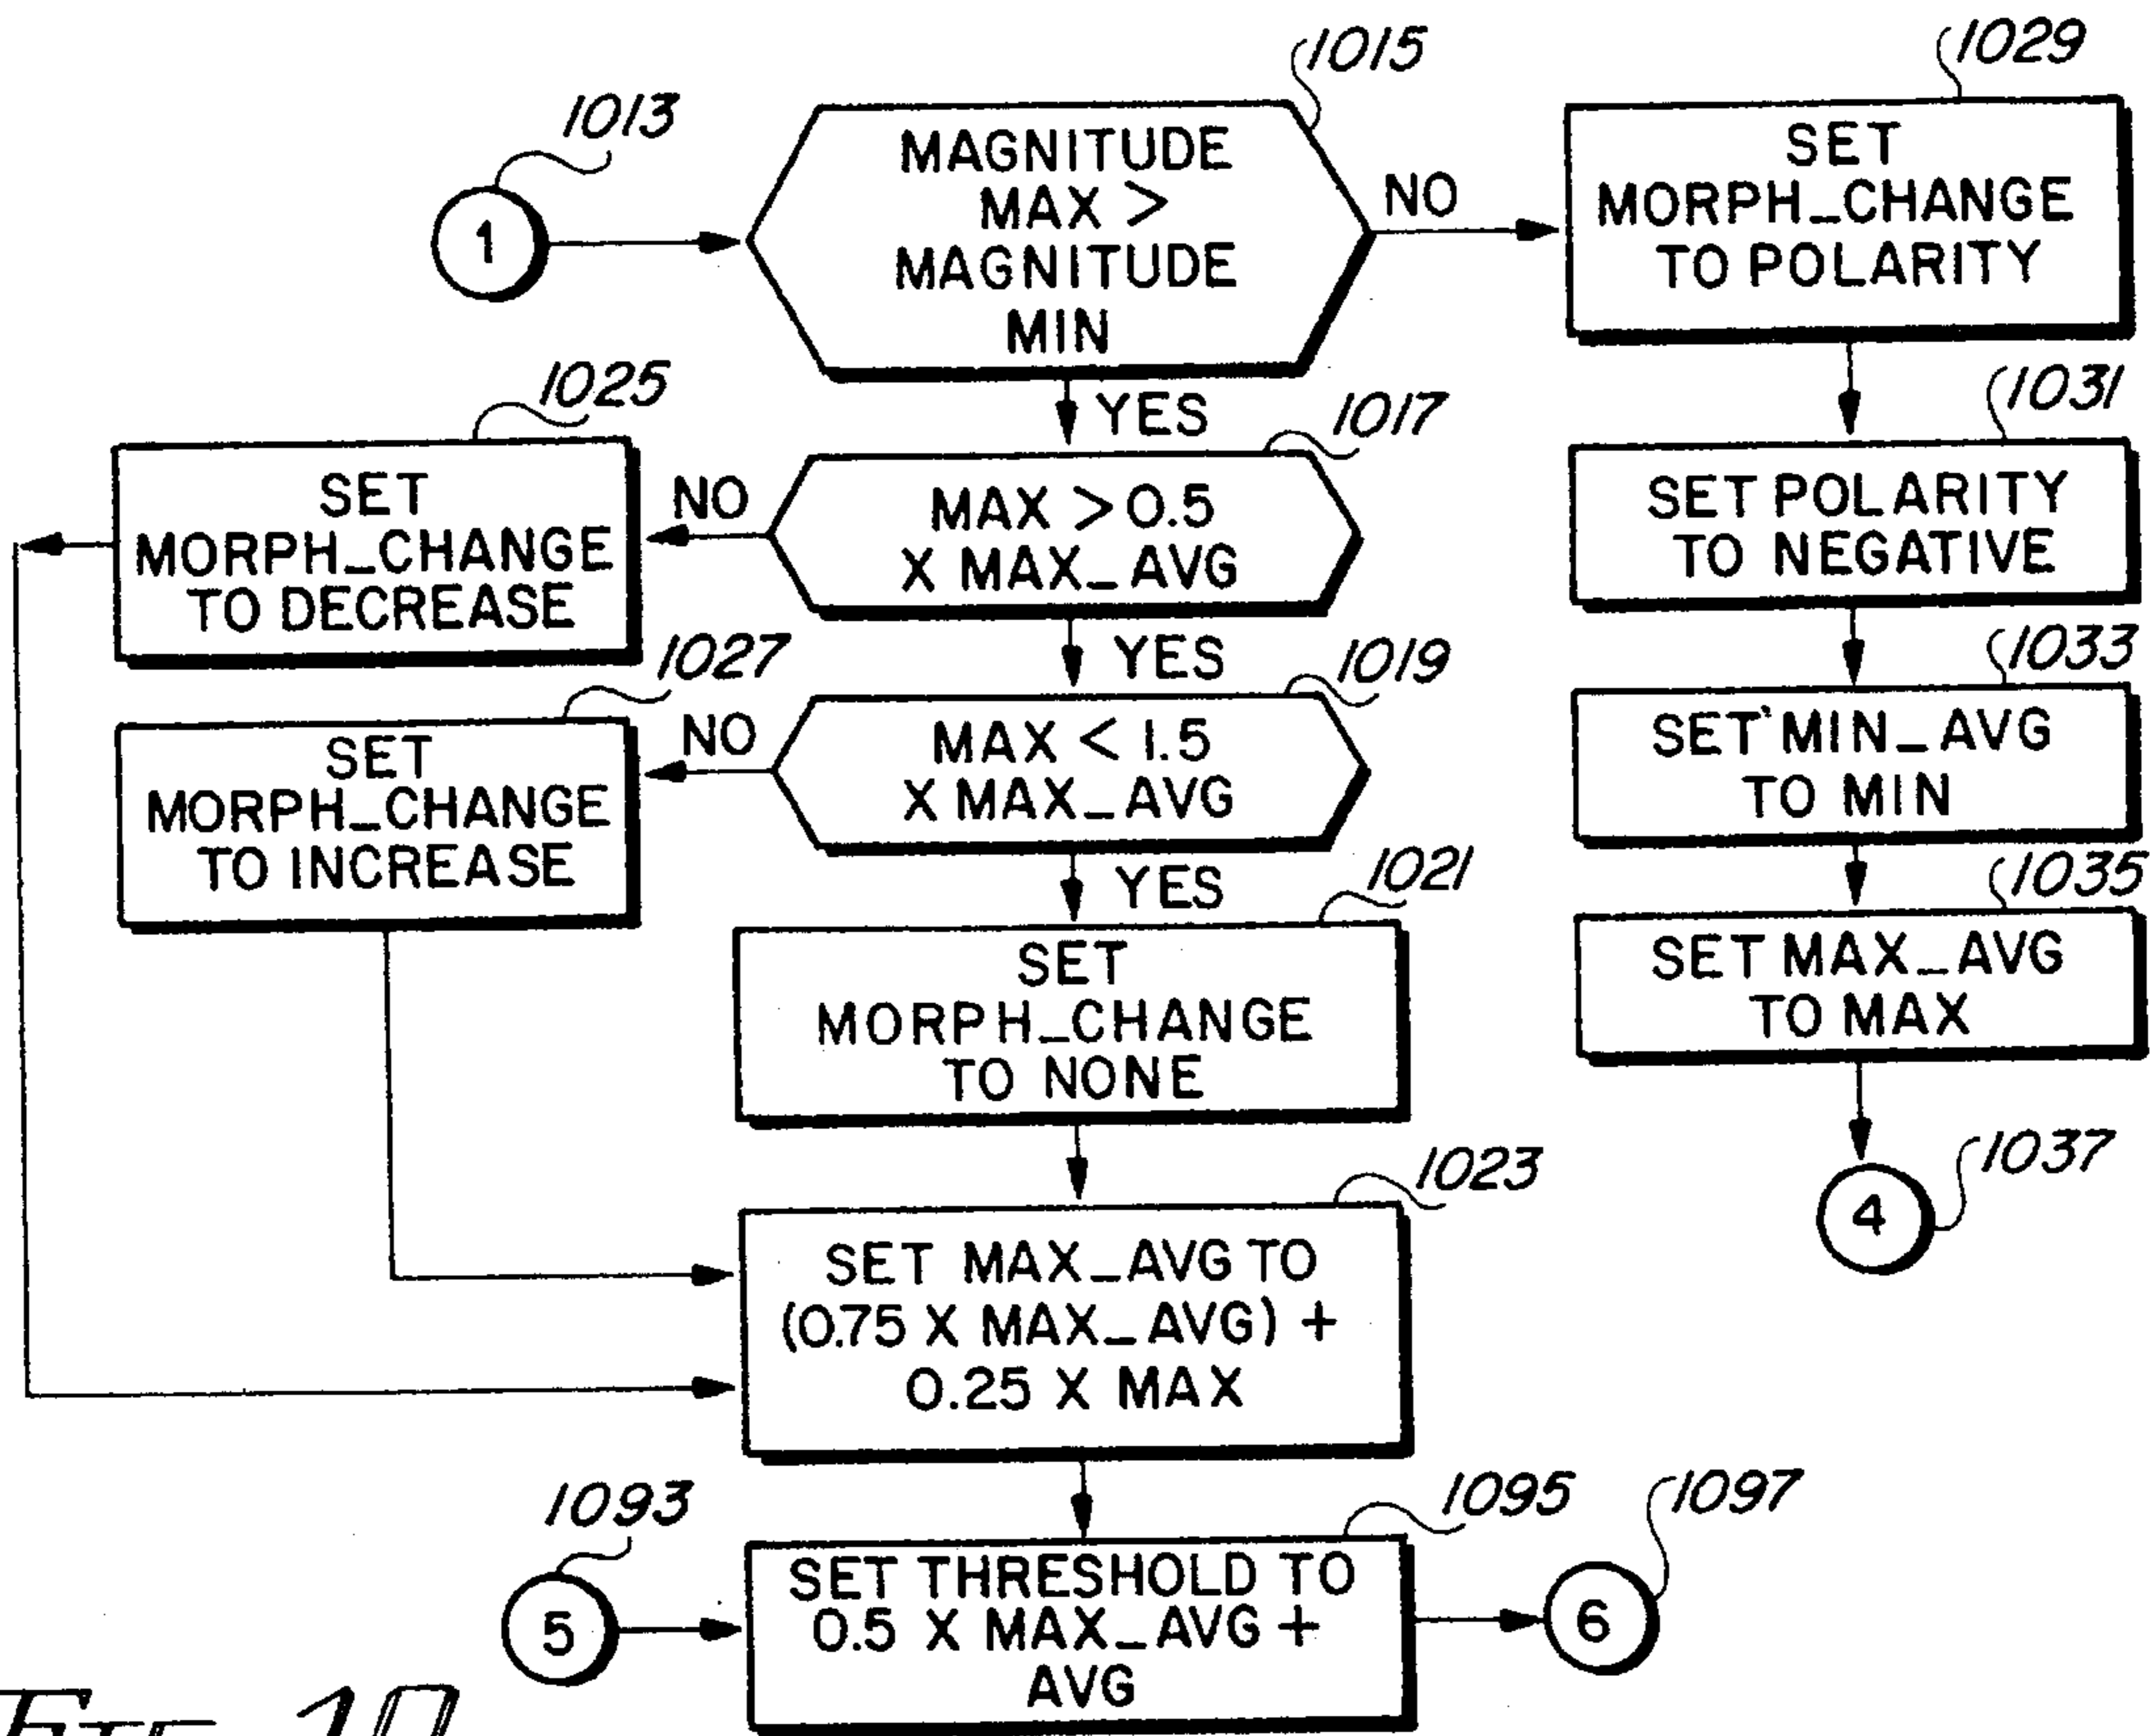 1013
1
1015
MAGNITUDE
MAX >
MAGNITUDE
MIN
NO
YES
1029
SET
MORPH_CHANGE
TO POLARITY
1025
SET
MORPH_CHANGE
TO DECREASE
NO
1017
MAX > 0.5
X MAX_AVG
YES
1031
SET POLARITY
TO NEGATIVE
1027
SET
MORPH_CHANGE
TO INCREASE
NO
1019
MAX < 1.5
X MAX_AVG
YES
1033
SET MIN_AVG
TO MIN
1021
SET
MORPH_CHANGE
TO NONE
1035
SET MAX_AVG
TO MAX
1037
4
1023
SET MAX_AVG TO
(0.75 X MAX_AVG) +
0.25 X MAX
1093
5
1095
SET THRESHOLD TO
0.5 X MAX_AVG +
AVG
1097
6